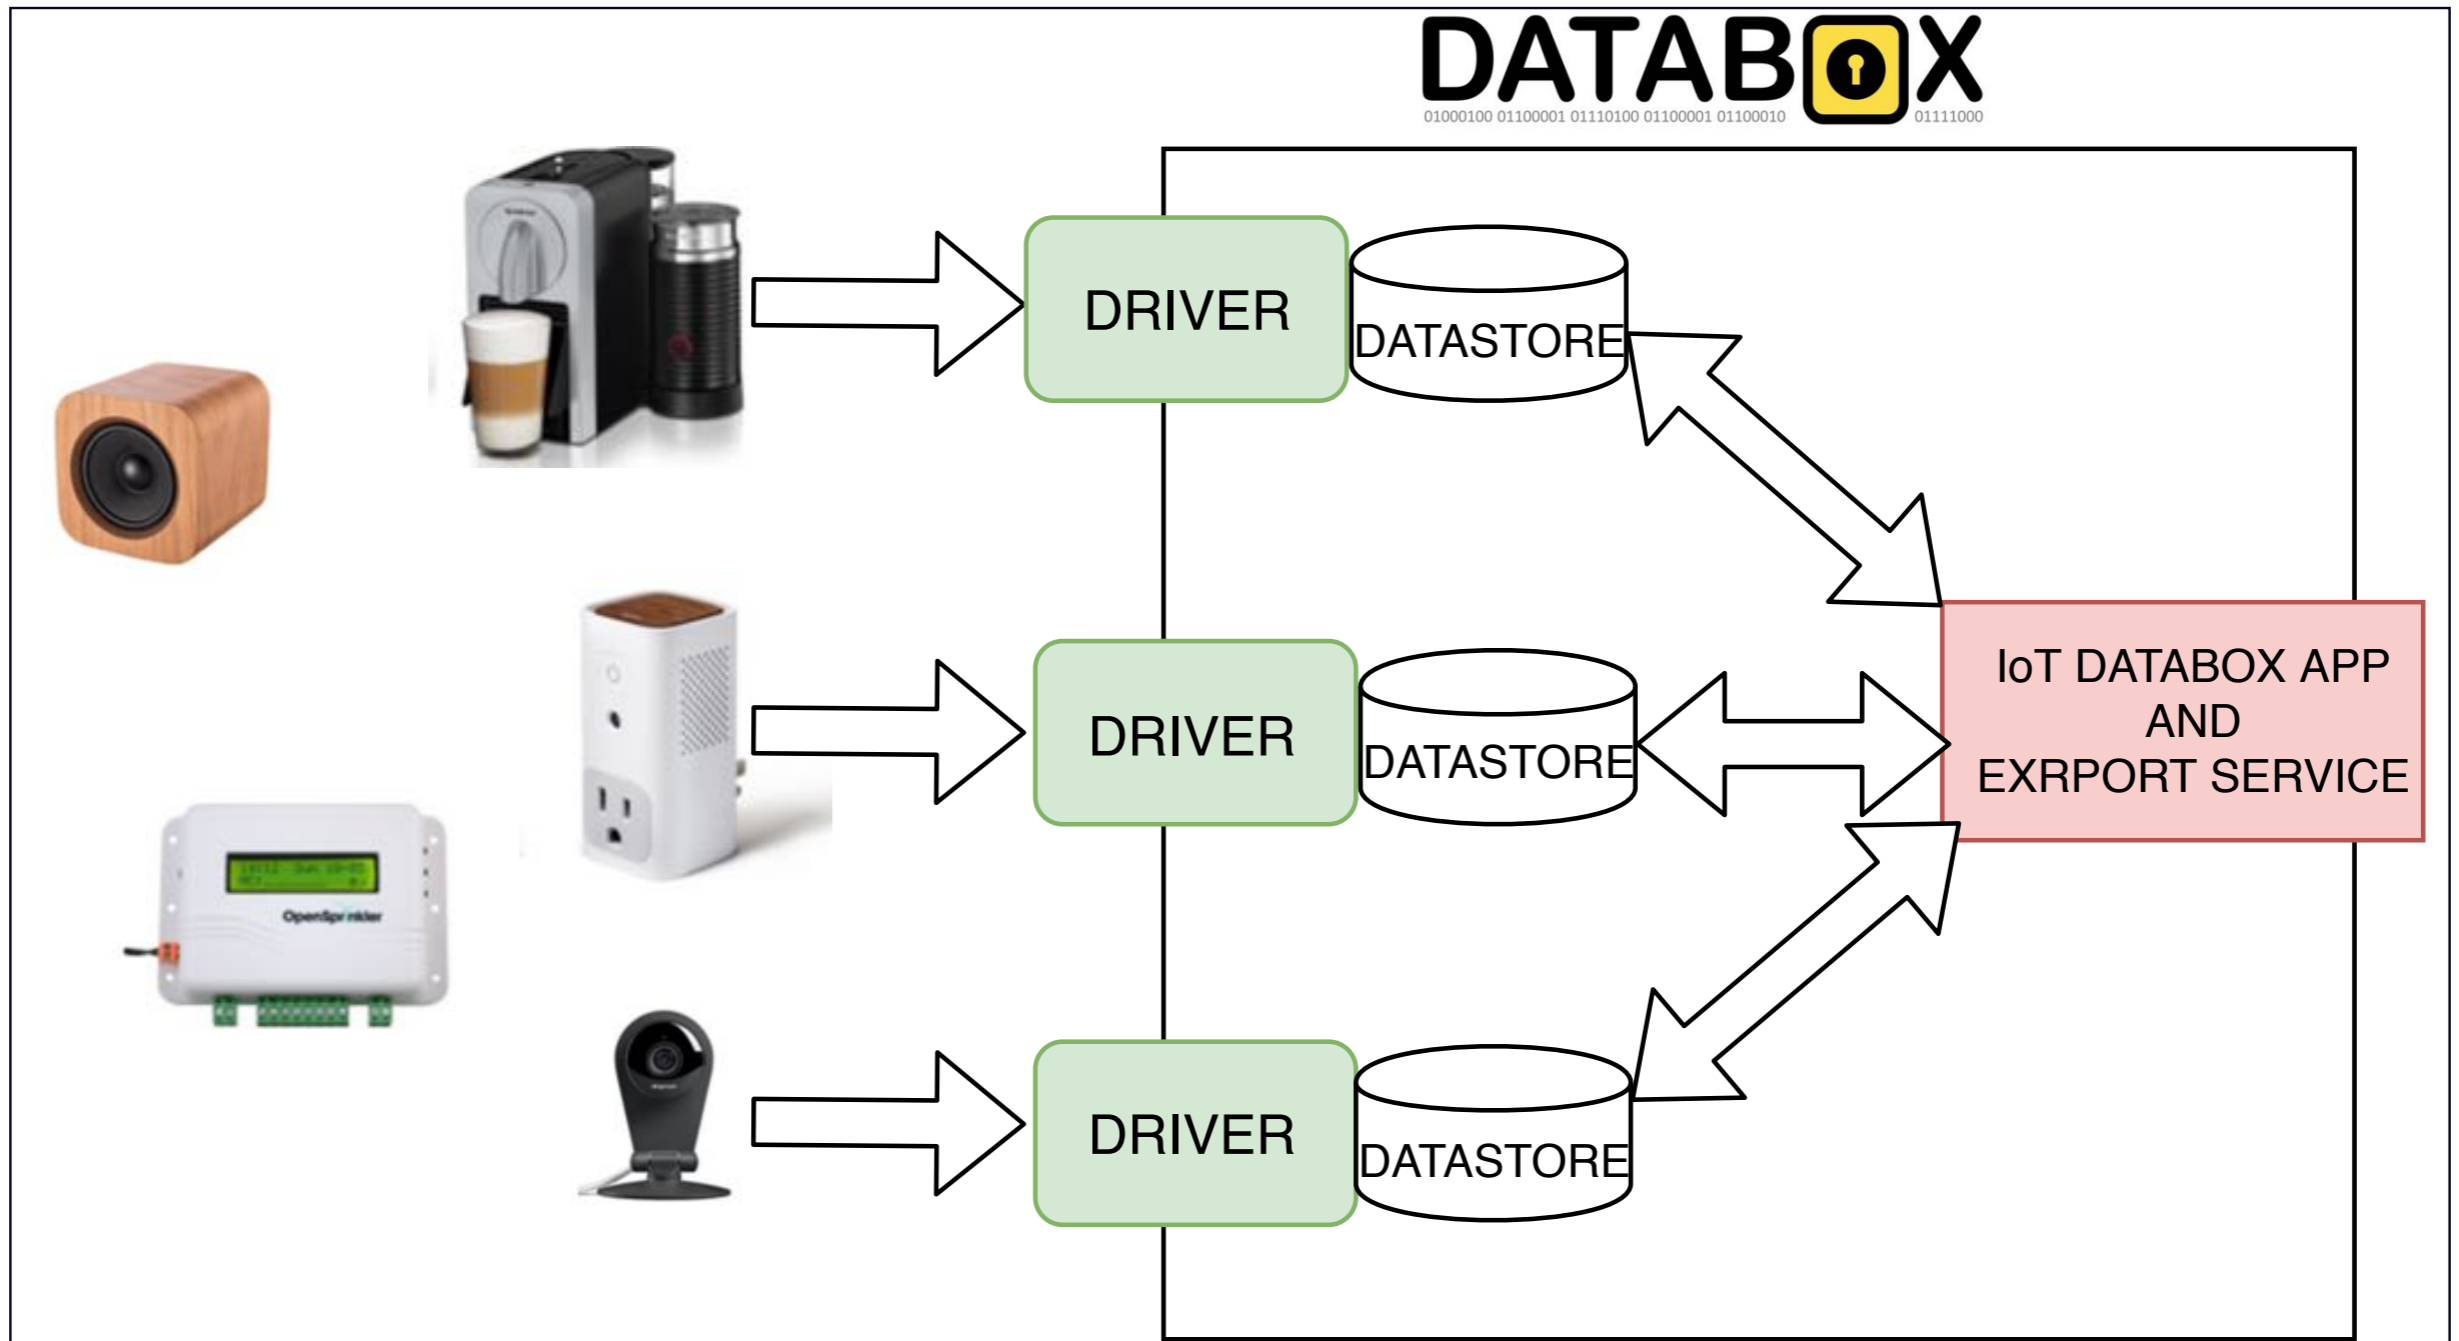 DATABOX
01000100 01100001 01110100 01100001 01100010 01111000
DRIVER
DATASTORE
DRIVER
DATASTORE
IoT DATABOX APP
AND
EXRPORT SERVICE
OpenSprinkler
DRIVER
DATASTORE